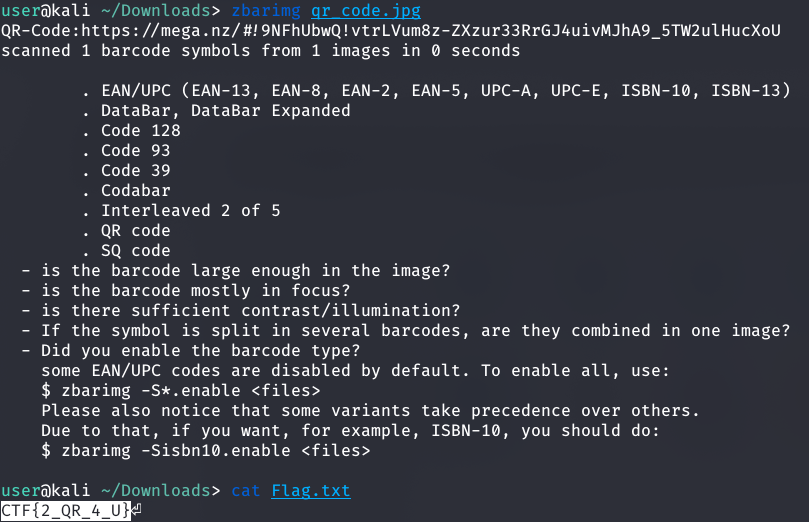 user@kali ~/Downloads> zbarimg qr_code.jpg
QR-Code:https://mega.nz/#!9NFhUbwQ!vtrLVum8z-ZXzur33RrGJ4uivMJhA9_5TW2ulHucXoU
scanned 1 barcode symbols from 1 images in 0 seconds
. EAN/UPC (EAN-13, EAN-8, EAN-2, EAN-5, UPC-A, UPC-E, ISBN-10, ISBN-13)
. DataBar, DataBar Expanded
. Code 128
. Code 93
. Code 39
. Codabar
. Interleaved 2 of 5
. QR code
. SQ code
- is the barcode large enough in the image?
- is the barcode mostly in focus?
- is there sufficient contrast/illumination?
- If the symbol is split in several barcodes, are they combined in one image?
- Did you enable the barcode type?
some EAN/UPC codes are disabled by default. To enable all, use:
$ zbarimg -S*.enable <files>
Please also notice that some variants take precedence over others.
Due to that, if you want, for example, ISBN-10, you should do:
$ zbarimg -Sisbn10.enable <files>
user@kali ~/Downloads> cat Flag.txt
CTF{2_QR_4_U}⏎